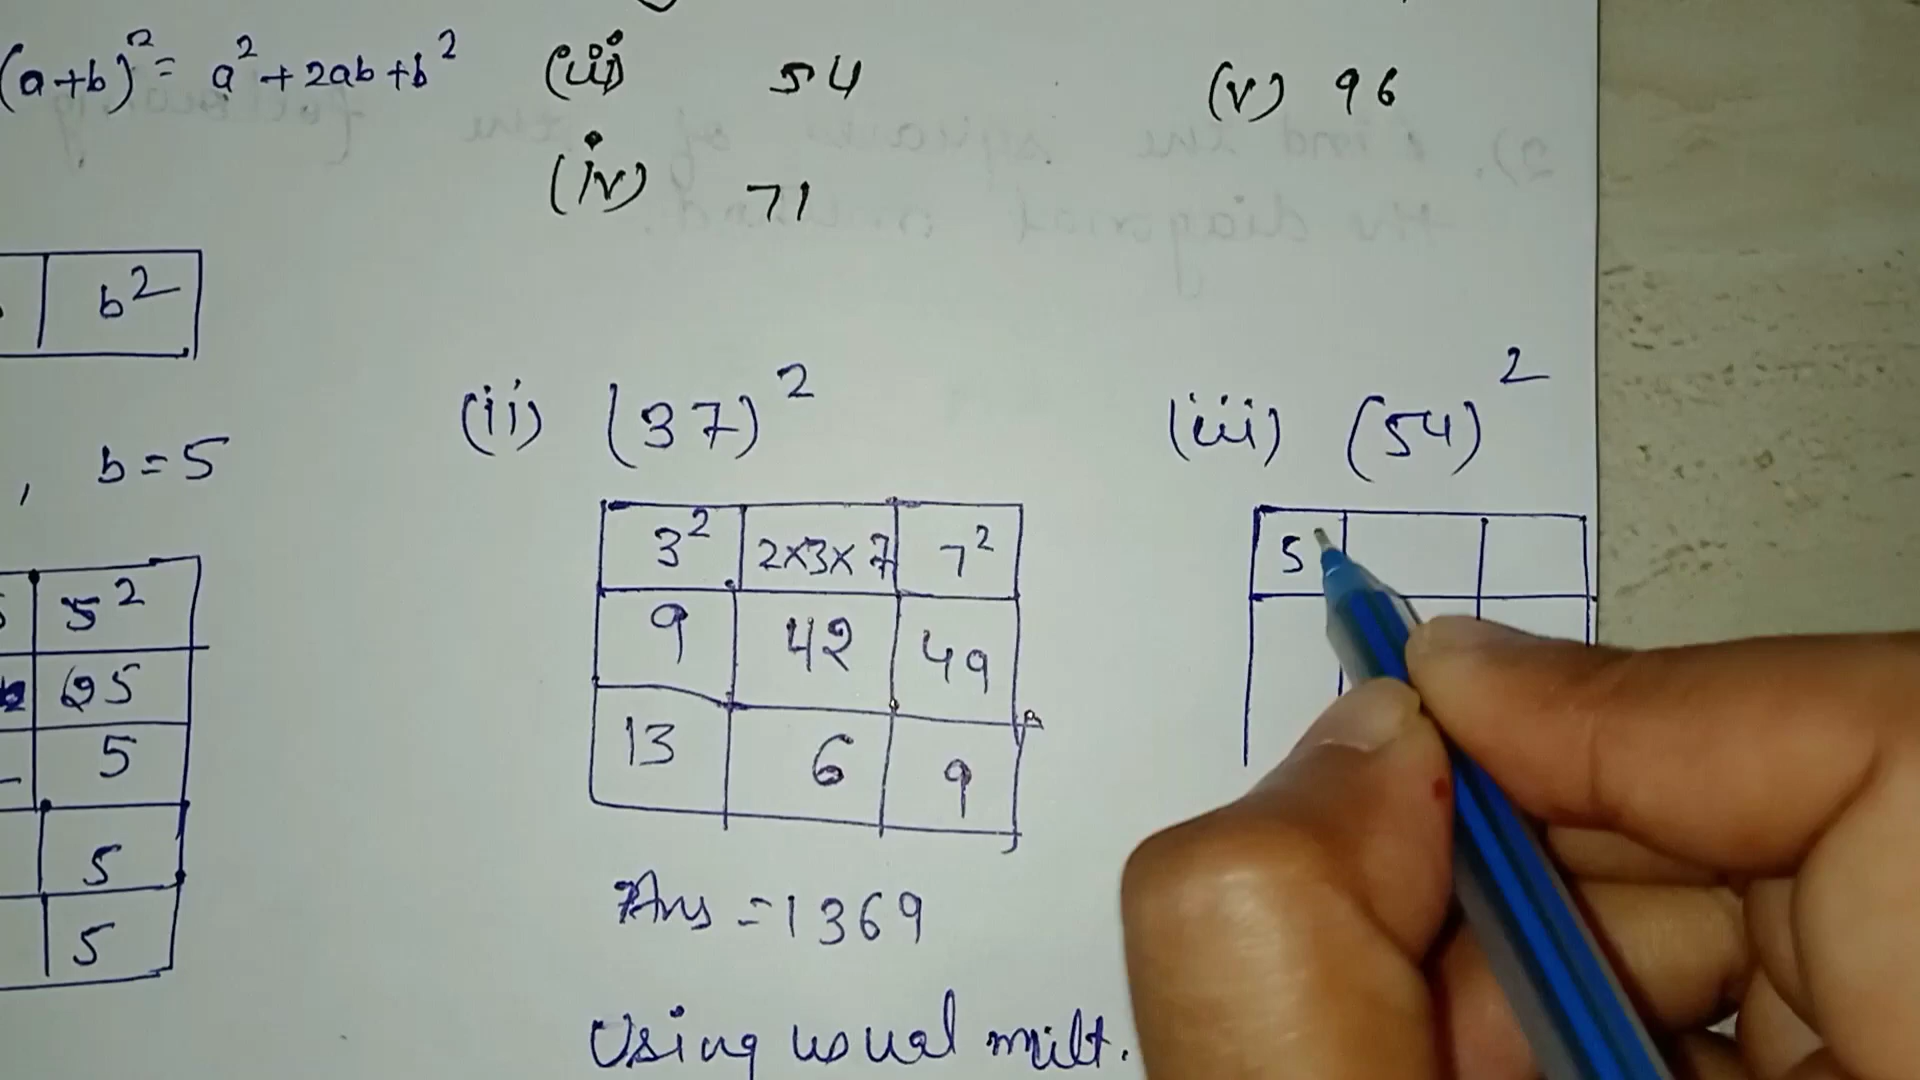 (a+b)² = a² + 2ab + b²
(iii) 54
(v) 96
(iv) 71
b²
, b = 5
(ii) (37)²
(iii) (54)²
5²
25
5
5
5
3² 2×3×7 7²
9 42 49
13 6 9
Ans = 1369
Using usual mult.
5